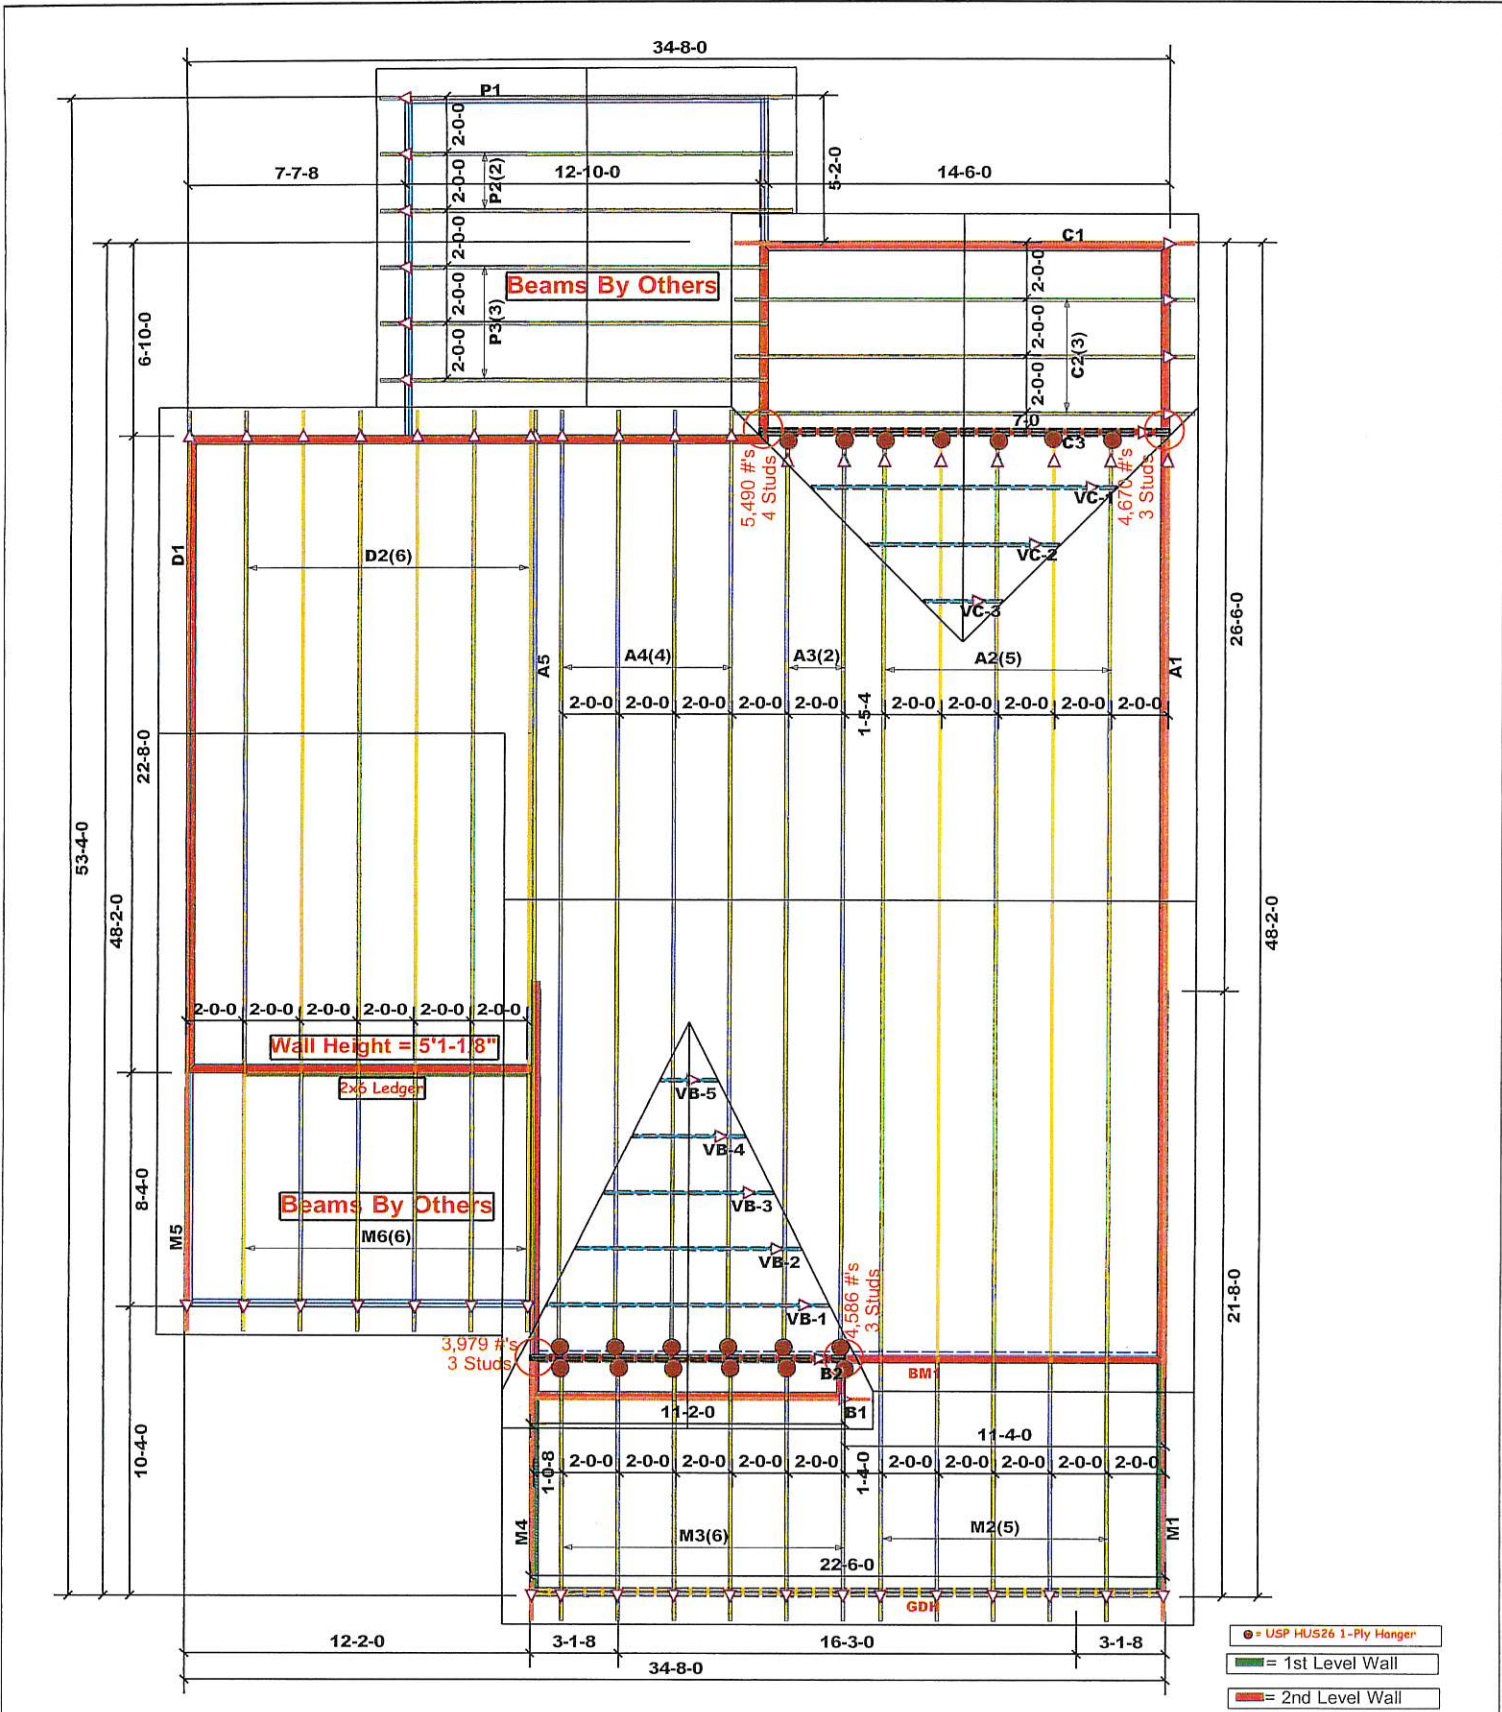 34-8-0
P1
2-0-0
7-7-8
2-0-0
P2(2)
12-10-0
5-2-0
14-6-0
C1
2-0-0
2-0-0
Beams By Others
2-0-0
P3(3)
2-0-0
2-0-0
C2(3)
6-10-0
2-0-0
7-0
C3
5,490 #'s
4 Studs
4,670 #'s
3 Studs
VC-1
VC-2
VC-3
D1
D2(6)
26-6-0
A5
A4(4)
A3(2)
A2(5)
A1
2-0-0
2-0-0
2-0-0
2-0-0
2-0-0
1-5-4
2-0-0
2-0-0
2-0-0
2-0-0
2-0-0
22-8-0
53-4-0
48-2-0
48-2-0
2-0-0
2-0-0
2-0-0
2-0-0
2-0-0
2-0-0
Wall Height = 5'1-1/8"
2x6 Ledger
VB-5
VB-4
8-4-0
Beams By Others
VB-3
M5
M6(6)
VB-2
21-8-0
VB-1
4,586 #'s
3 Studs
3,979 #'s
3 Studs
B2
BM1
11-2-0
B1
11-4-0
10-4-0
1-0-8
2-0-0
2-0-0
2-0-0
2-0-0
2-0-0
1-4-0
2-0-0
2-0-0
2-0-0
2-0-0
2-0-0
M4
M3(6)
M2(5)
M1
22-6-0
GDH
12-2-0
3-1-8
16-3-0
3-1-8
34-8-0
= USP HUS26 1-Ply Hanger
= 1st Level Wall
= 2nd Level Wall